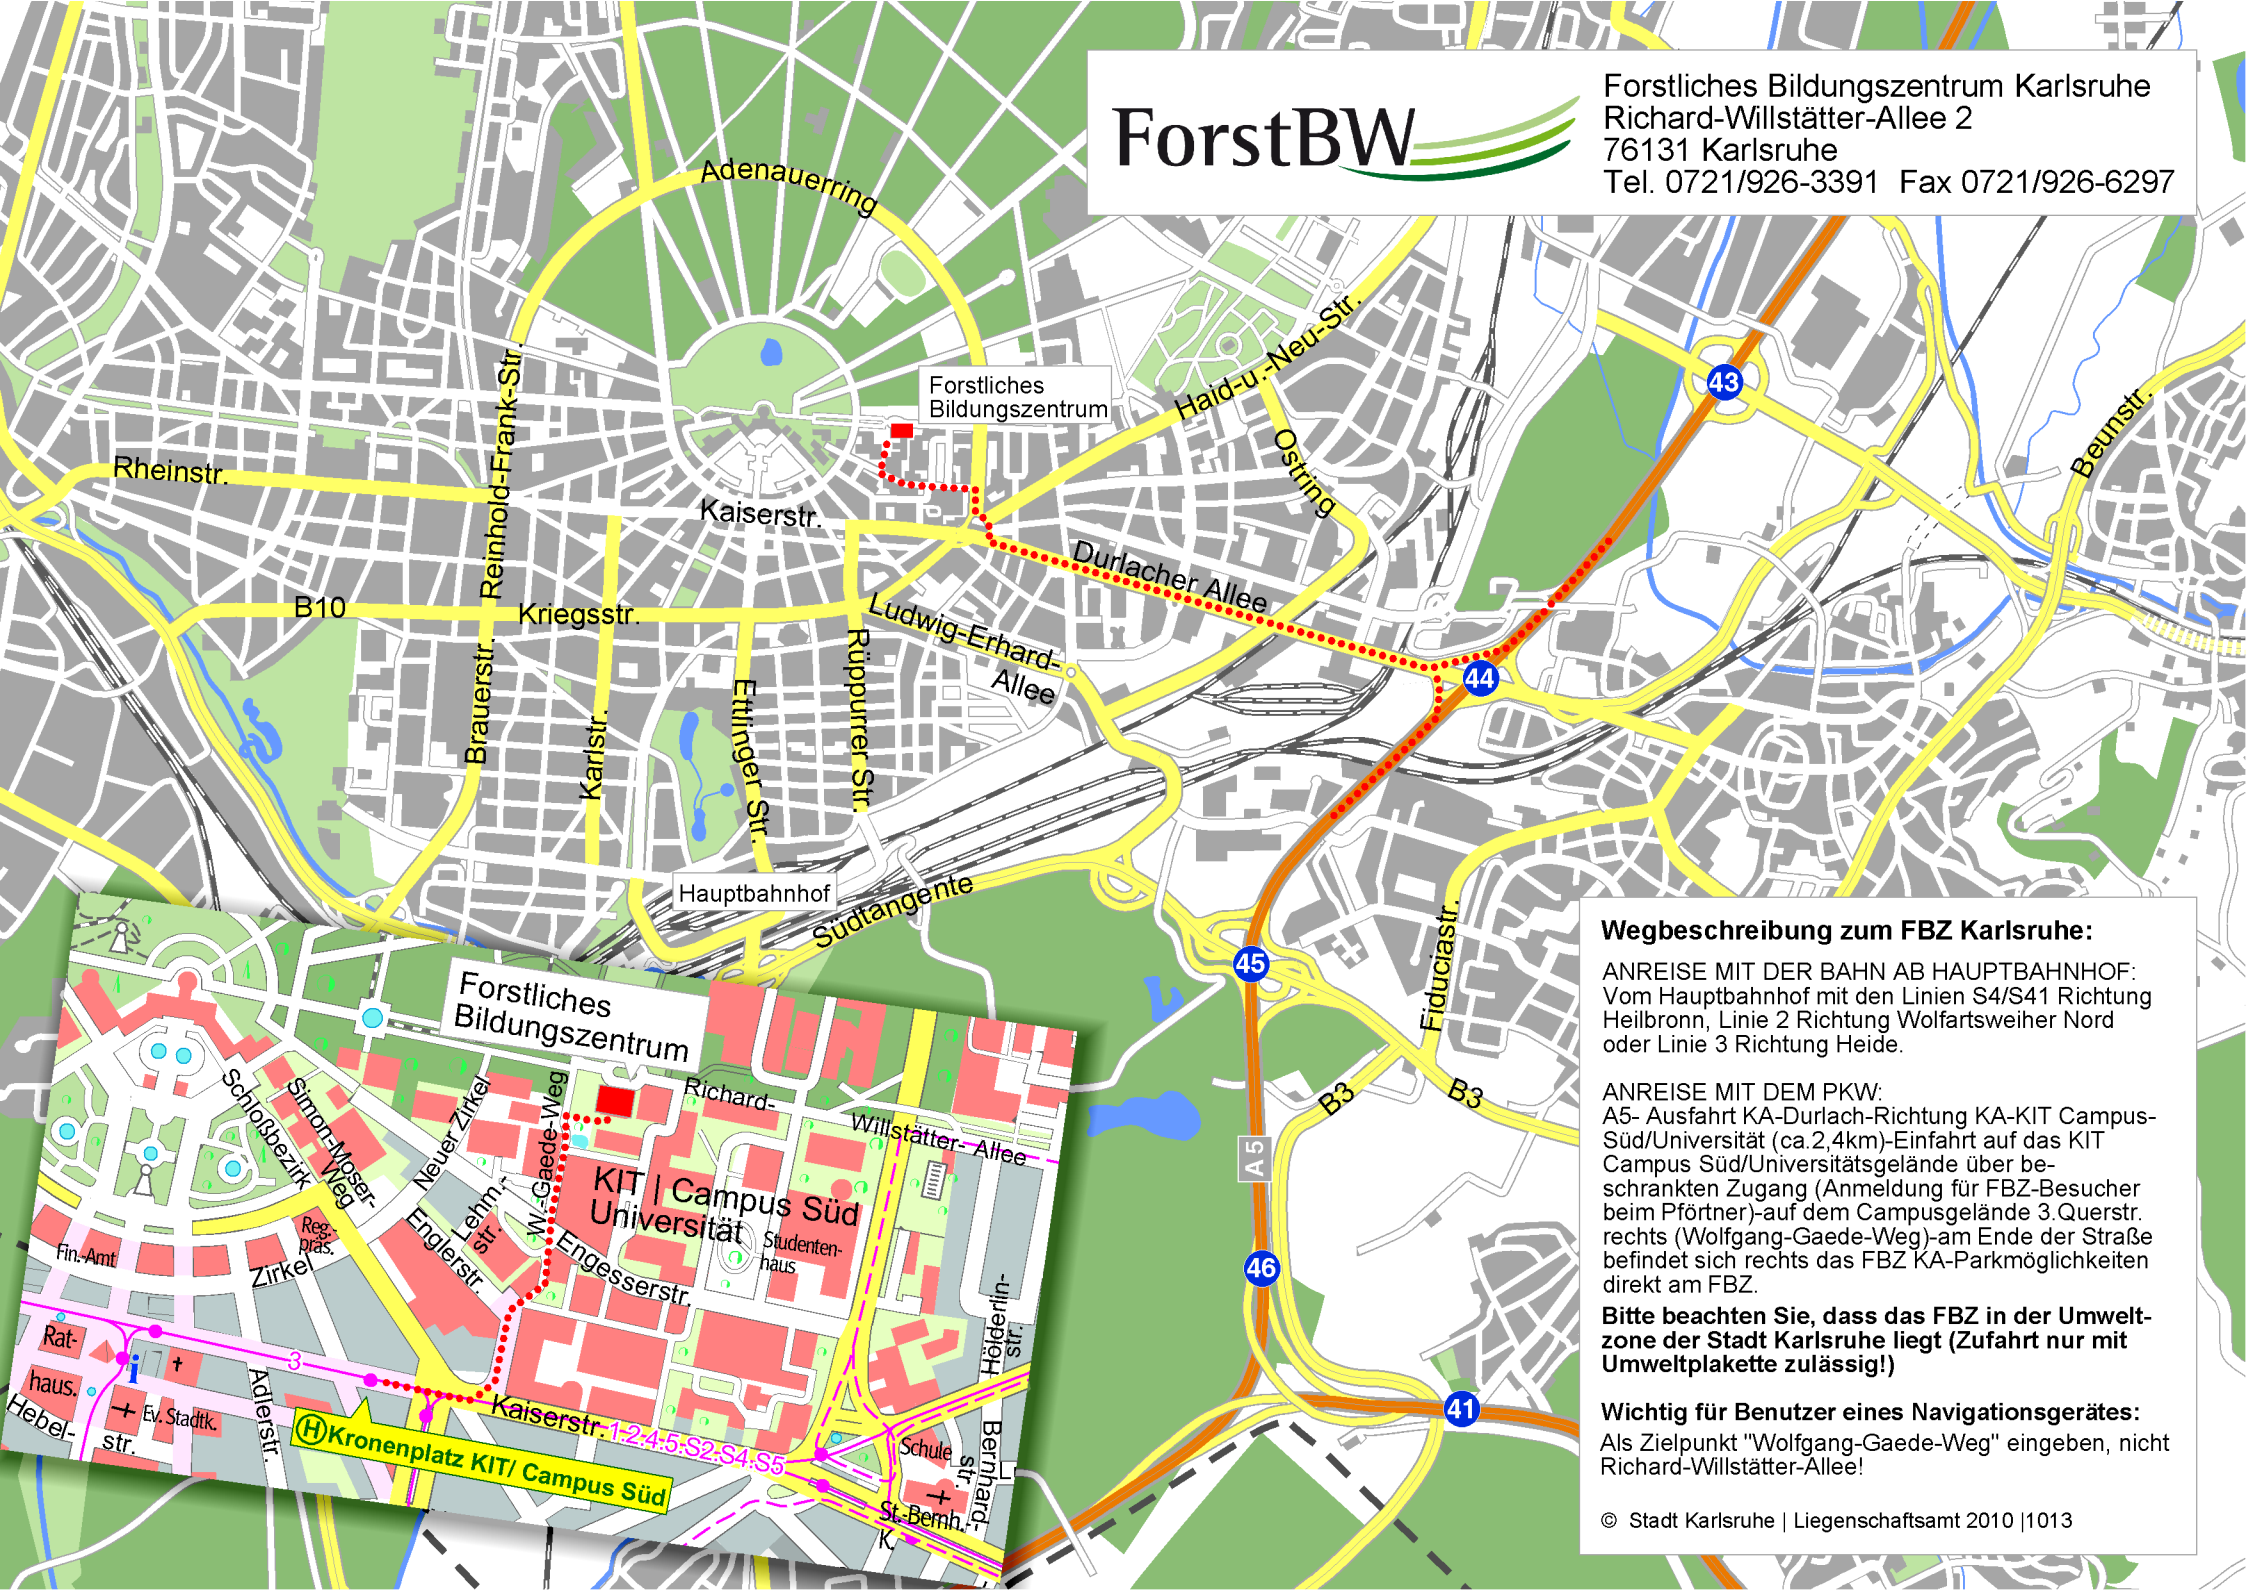 ForstBW
Forstliches Bildungszentrum Karlsruhe
Richard-Willstätter-Allee 2
76131 Karlsruhe
Tel. 0721/926-3391  Fax 0721/926-6297
Adenauerring
Forstliches
Bildungszentrum
Haid-u.-Neu-Str.
Reinhold-Frank-Str.
43
Beunstr.
Rheinstr.
Ostring
Kaiserstr.
Durlacher Allee
B10
Kriegsstr.
Ludwig-Erhard-
Allee
Brauerstr.
Karlstr.
Ettlinger Str.
Rüppurrer Str.
44
Hauptbahnhof
Südtangente
45
Fiduciastr.
B3
B3
A 5
46
41
Wegbeschreibung zum FBZ Karlsruhe:
ANREISE MIT DER BAHN AB HAUPTBAHNHOF:
Vom Hauptbahnhof mit den Linien S4/S41 Richtung
Heilbronn, Linie 2 Richtung Wolfartsweiher Nord
oder Linie 3 Richtung Heide.
ANREISE MIT DEM PKW:
A5- Ausfahrt KA-Durlach-Richtung KA-KIT Campus-
Süd/Universität (ca.2,4km)-Einfahrt auf das KIT
Campus Süd/Universitätsgelände über be-
schrankten Zugang (Anmeldung für FBZ-Besucher
beim Pförtner)-auf dem Campusgelände 3.Querstr.
rechts (Wolfgang-Gaede-Weg)-am Ende der Straße
befindet sich rechts das FBZ KA-Parkmöglichkeiten
direkt am FBZ.
Bitte beachten Sie, dass das FBZ in der Umwelt-
zone der Stadt Karlsruhe liegt (Zufahrt nur mit
Umweltplakette zulässig!)
Wichtig für Benutzer eines Navigationsgerätes:
Als Zielpunkt "Wolfgang-Gaede-Weg" eingeben, nicht
Richard-Willstätter-Allee!
© Stadt Karlsruhe | Liegenschaftsamt 2010 |1013
Forstliches
Bildungszentrum
Richard-
Willstätter- Allee
Schloßbezirk
Simon-Moser-
Weg
Neuer Zirkel
W.-Gaede-Weg
KIT | Campus Süd
Universität
Studenten-
haus
Lehm.-
str.
Englerstr.
Engesserstr.
Reg.
präs.
Fin.-Amt
Zirkel
Hölderlin-
str.
Rat-
haus.
i
3
Adlerstr.
Ev. Stadtk.
Hebel-
str.
Kaiserstr.
1·2·4·5·S2·S4·S5
H Kronenplatz KIT/ Campus Süd
Schule
Bernhard-
str.
St.-Bernh.-
K.